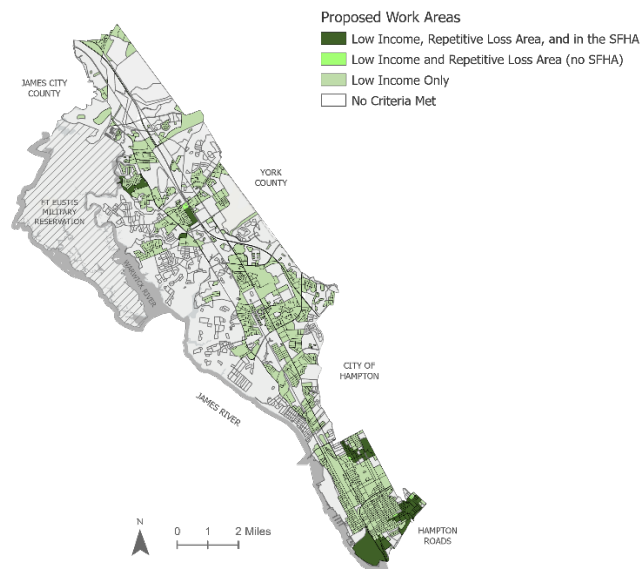 Proposed Work Areas
Low Income, Repetitive Loss Area, and in the SFHA
Low Income and Repetitive Loss Area (no SFHA)
Low Income Only
No Criteria Met
JAMES CITY
COUNTY
YORK
COUNTY
FT EUSTIS
MILITARY
RESERVATION
WARWICK RIVER
CITY OF
HAMPTON
JAMES RIVER
HAMPTON
ROADS
N
0 1 2 Miles